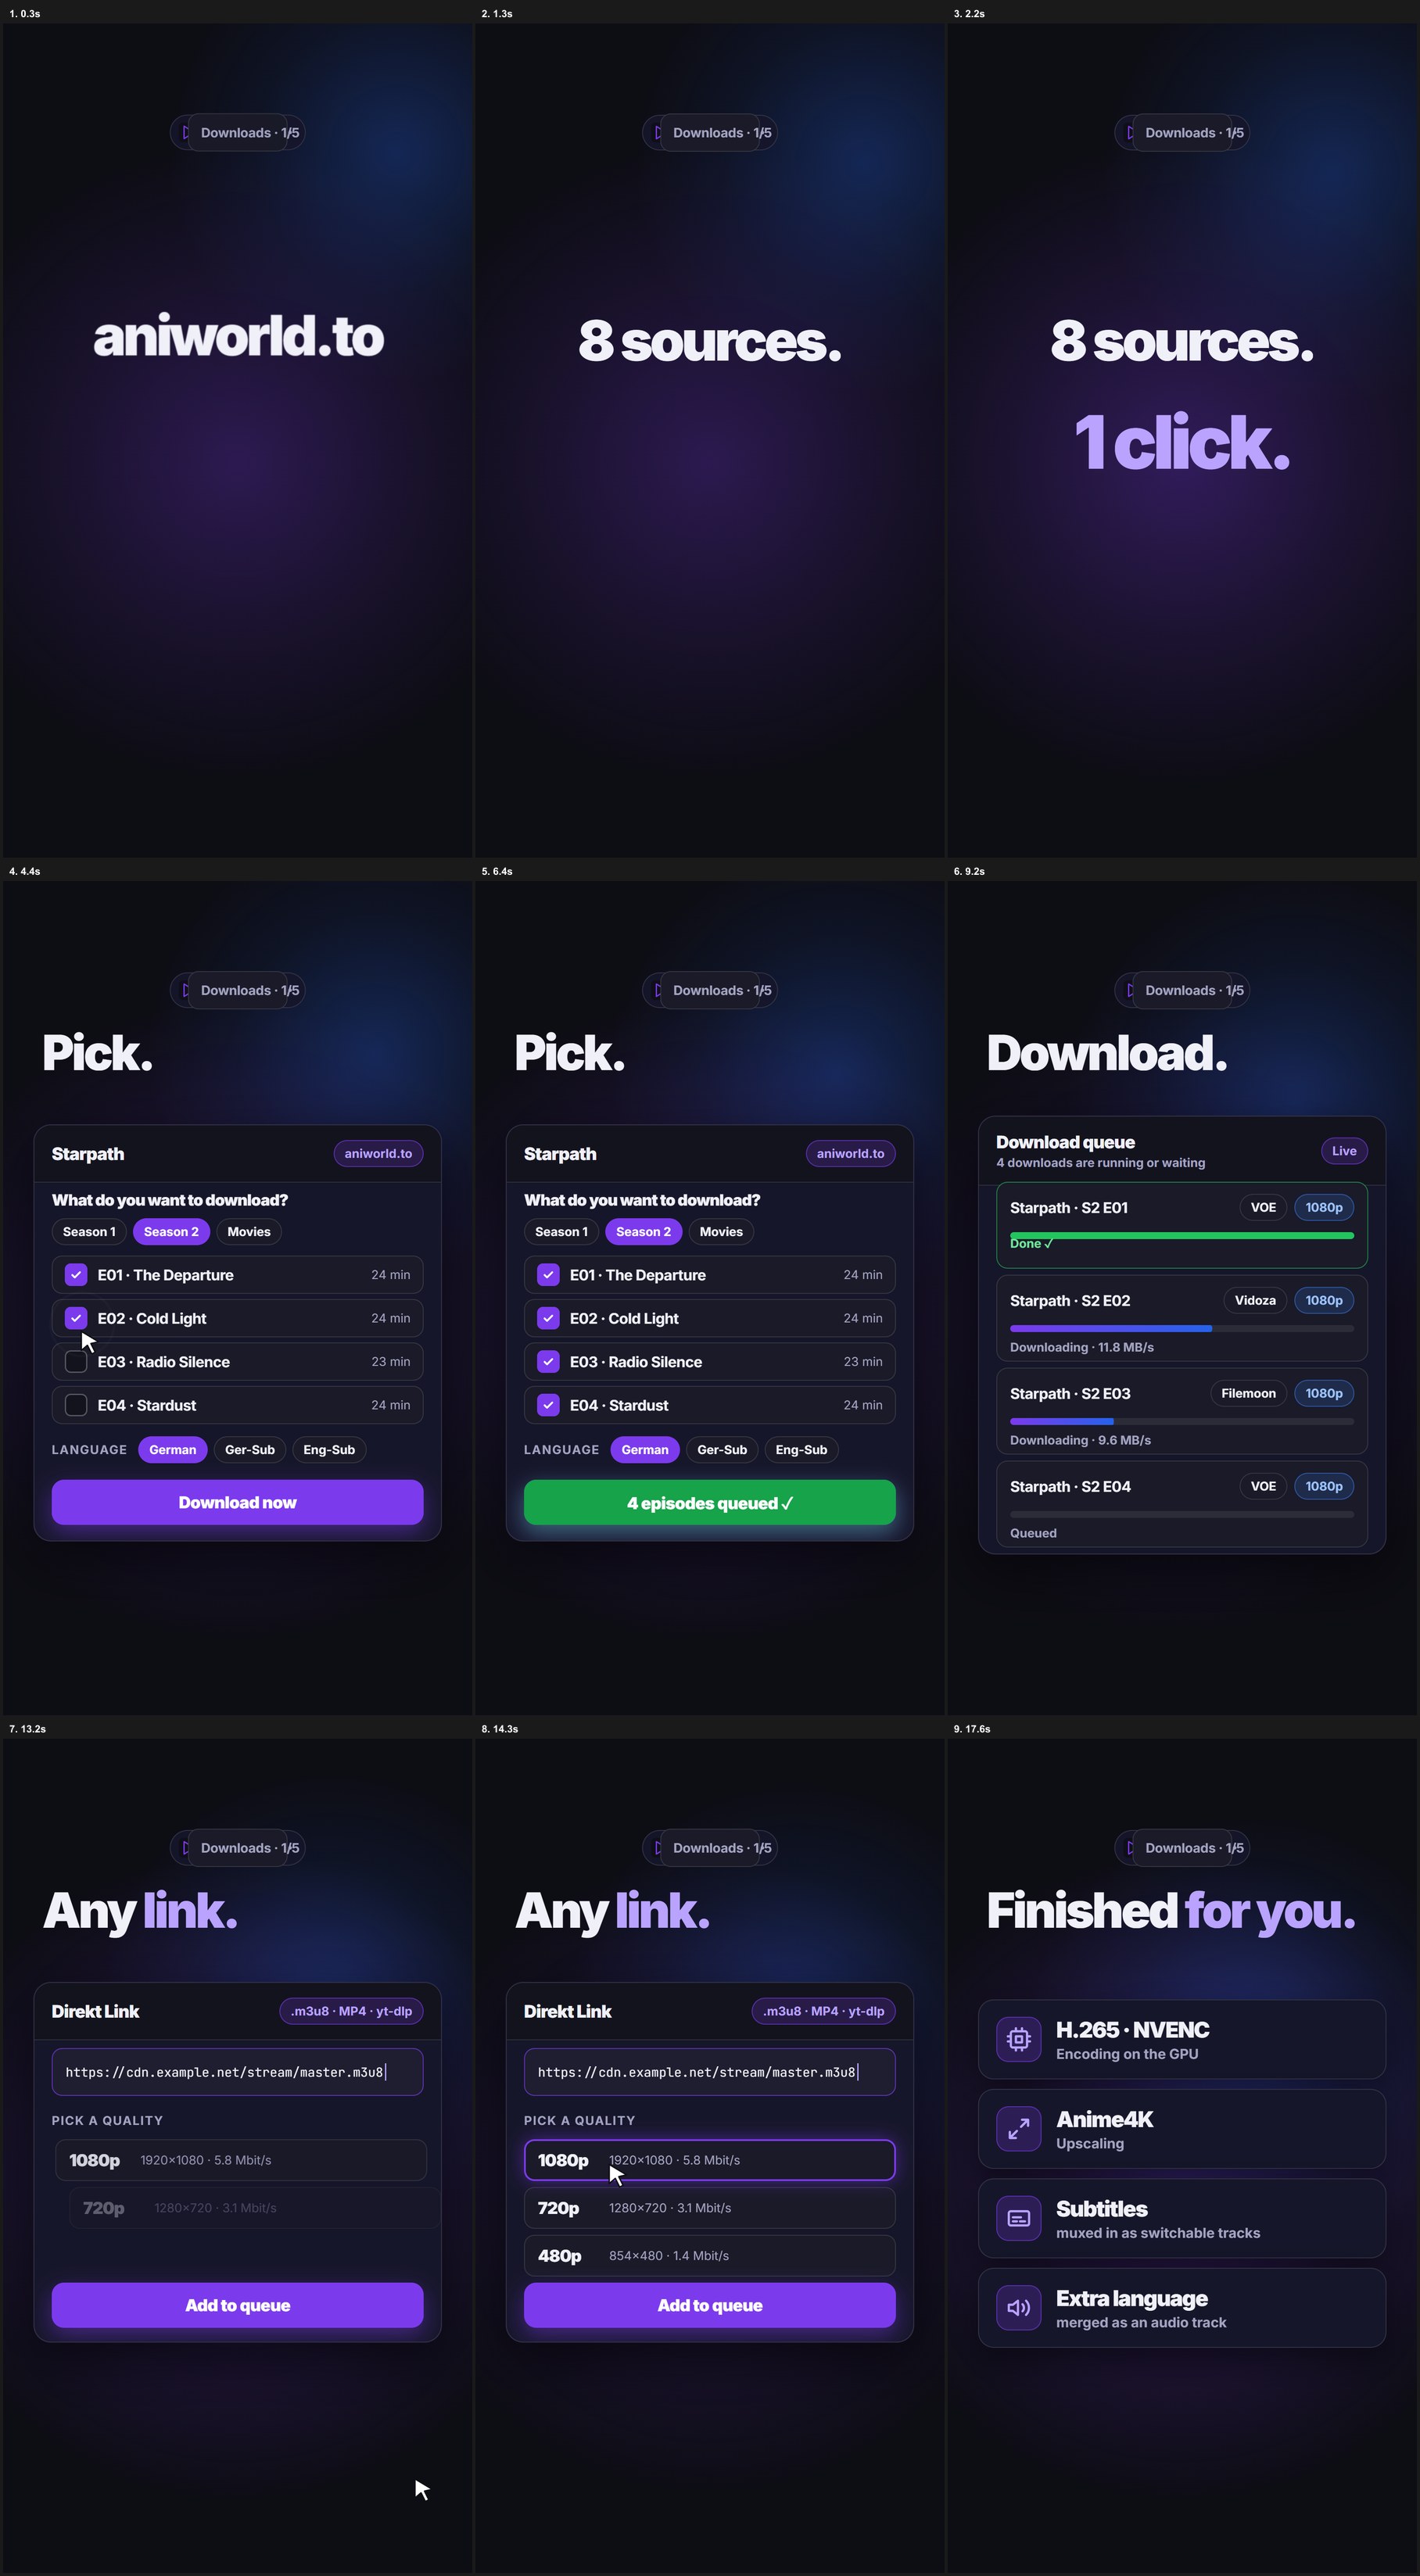 1. 0.3s
Downloads · 1/5
aniworld.to
2. 1.3s
Downloads · 1/5
8 sources.
3. 2.2s
Downloads · 1/5
8 sources.
1 click.
4. 4.4s
Downloads · 1/5
Pick.
Starpath
aniworld.to
What do you want to download?
Season 1 Season 2 Movies
E01 · The Departure 24 min
E02 · Cold Light 24 min
E03 · Radio Silence 23 min
E04 · Stardust 24 min
LANGUAGE German Ger-Sub Eng-Sub
Download now
5. 6.4s
Downloads · 1/5
Pick.
Starpath
aniworld.to
What do you want to download?
Season 1 Season 2 Movies
E01 · The Departure 24 min
E02 · Cold Light 24 min
E03 · Radio Silence 23 min
E04 · Stardust 24 min
LANGUAGE German Ger-Sub Eng-Sub
4 episodes queued ✓
6. 9.2s
Downloads · 1/5
Download.
Download queue
4 downloads are running or waiting
Live
Starpath · S2 E01 VOE 1080p
Done ✓
Starpath · S2 E02 Vidoza 1080p
Downloading · 11.8 MB/s
Starpath · S2 E03 Filemoon 1080p
Downloading · 9.6 MB/s
Starpath · S2 E04 VOE 1080p
Queued
7. 13.2s
Downloads · 1/5
Any link.
Direkt Link
.m3u8 · MP4 · yt-dlp
https://cdn.example.net/stream/master.m3u8
PICK A QUALITY
1080p 1920×1080 · 5.8 Mbit/s
720p 1280×720 · 3.1 Mbit/s
Add to queue
8. 14.3s
Downloads · 1/5
Any link.
Direkt Link
.m3u8 · MP4 · yt-dlp
https://cdn.example.net/stream/master.m3u8
PICK A QUALITY
1080p 1920×1080 · 5.8 Mbit/s
720p 1280×720 · 3.1 Mbit/s
480p 854×480 · 1.4 Mbit/s
Add to queue
9. 17.6s
Downloads · 1/5
Finished for you.
H.265 · NVENC
Encoding on the GPU
Anime4K
Upscaling
Subtitles
muxed in as switchable tracks
Extra language
merged as an audio track